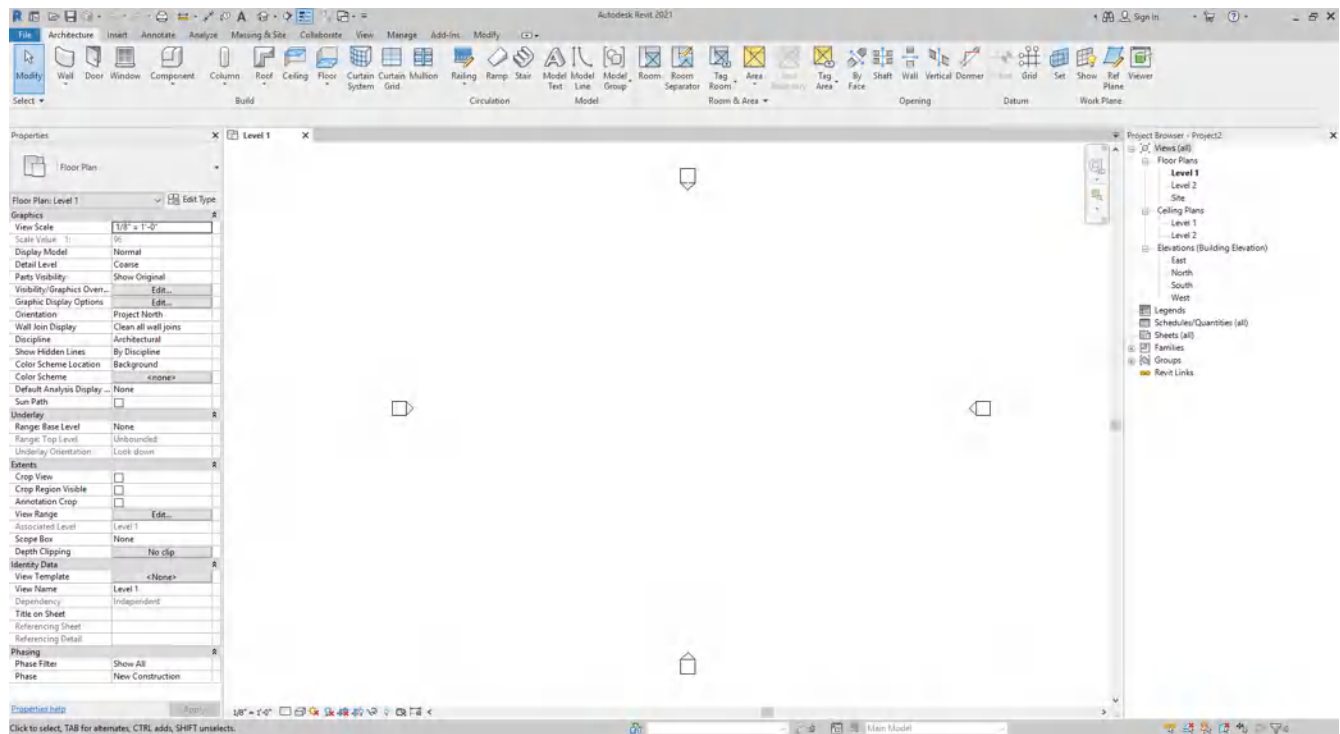 Autodesk Revit 2021
Sign In
File Architecture Insert Annotate Analyze Massing & Site Collaborate View Manage Add-Ins Modify
Modify Wall Door Window Component Column Roof Ceiling Floor Curtain System Curtain Grid Mullion Railing Ramp Stair Model Text Model Line Model Group Room Room Separator Tag Room Area Tag Area By Face Shaft Wall Vertical Dormer Grid Set Show Ref Plane Viewer
Select Build Circulation Model Room & Area Opening Datum Work Plane
Properties
Floor Plan
Floor Plan: Level 1 Edit Type
Graphics
View Scale 1/8" = 1'-0"
Scale Value 1: 96
Display Model Normal
Detail Level Coarse
Parts Visibility Show Original
Visibility/Graphics Overr... Edit...
Graphic Display Options Edit...
Orientation Project North
Wall Join Display Clean all wall joins
Discipline Architectural
Show Hidden Lines By Discipline
Color Scheme Location Background
Color Scheme <none>
Default Analysis Display ... None
Sun Path
Underlay
Range: Base Level None
Range: Top Level Unbounded
Underlay Orientation Look down
Extents
Crop View
Crop Region Visible
Annotation Crop
View Range Edit...
Associated Level Level 1
Scope Box None
Depth Clipping No clip
Identity Data
View Template <None>
View Name Level 1
Dependency Independent
Title on Sheet
Referencing Sheet
Referencing Detail
Phasing
Phase Filter Show All
Phase New Construction
Properties help Apply
Level 1
1/8" = 1'-0"
Project Browser - Project2
Views (all)
Floor Plans
Level 1
Level 2
Site
Ceiling Plans
Level 1
Level 2
Elevations (Building Elevation)
East
North
South
West
Legends
Schedules/Quantities (all)
Sheets (all)
Families
Groups
Revit Links
Click to select, TAB for alternates, CTRL adds, SHIFT unselects.
Main Model